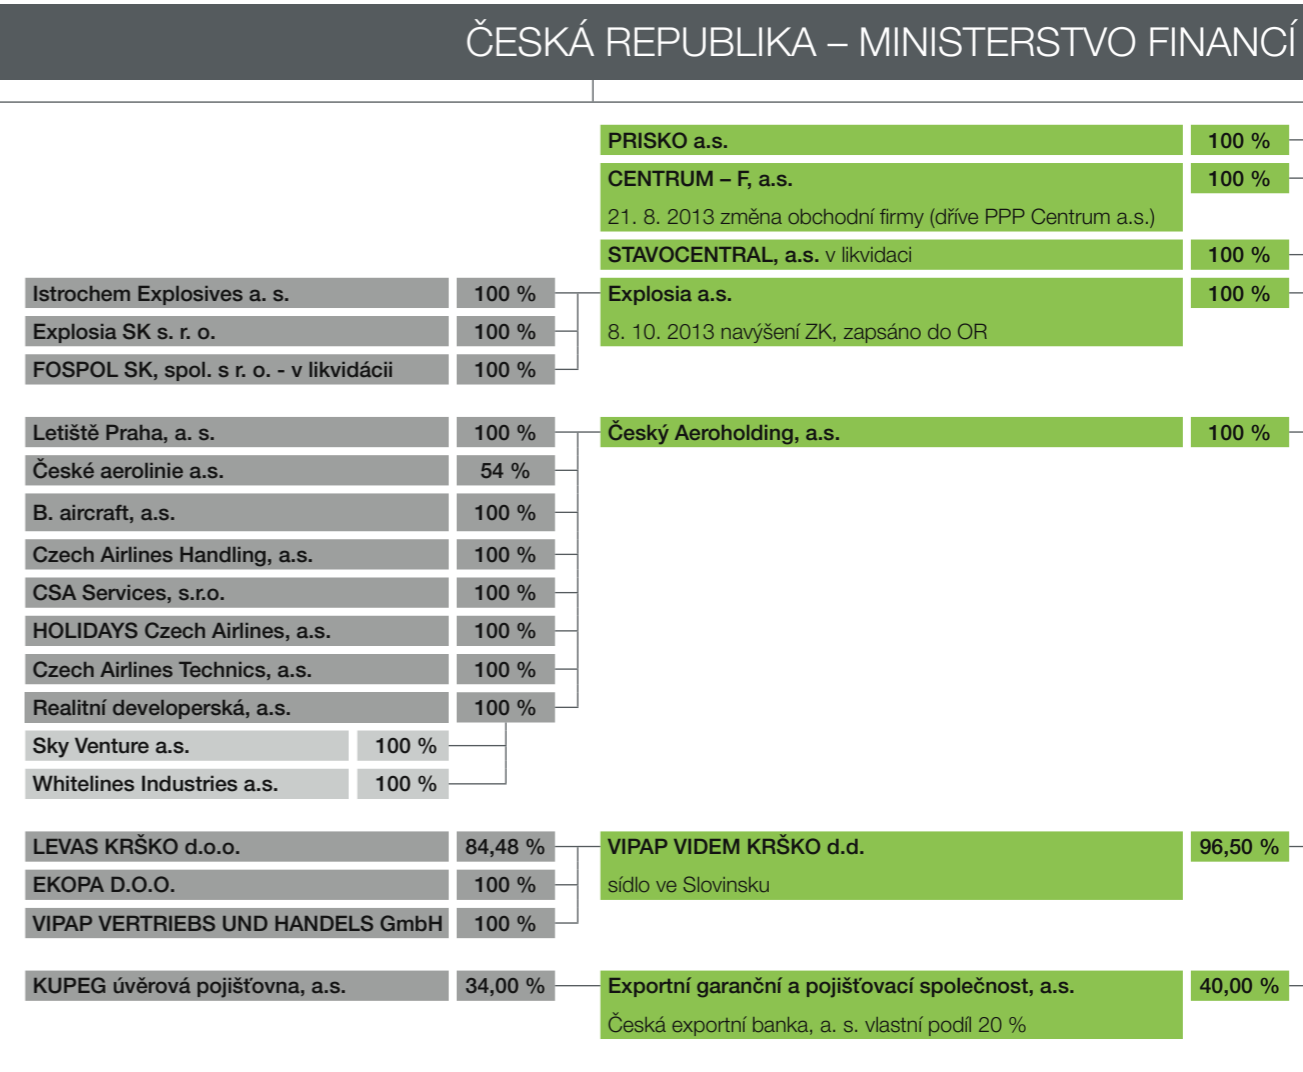 ČESKÁ REPUBLIKA – MINISTERSTVO FINANCÍ
PRISKO a.s. 100 %
CENTRUM – F, a.s. 100 %
21. 8. 2013 změna obchodní firmy (dříve PPP Centrum a.s.)
STAVOCENTRAL, a.s. v likvidaci 100 %
Istrochem Explosives a. s. 100 % Explosia a.s. 100 %
Explosia SK s. r. o. 100 % 8. 10. 2013 navýšení ZK, zapsáno do OR
FOSPOL SK, spol. s r. o. - v likvidácii 100 %
Letiště Praha, a. s. 100 % Český Aeroholding, a.s. 100 %
České aerolinie a.s. 54 %
B. aircraft, a.s. 100 %
Czech Airlines Handling, a.s. 100 %
CSA Services, s.r.o. 100 %
HOLIDAYS Czech Airlines, a.s. 100 %
Czech Airlines Technics, a.s. 100 %
Realitní developerská, a.s. 100 %
Sky Venture a.s. 100 %
Whitelines Industries a.s. 100 %
LEVAS KRŠKO d.o.o. 84,48 % VIPAP VIDEM KRŠKO d.d. 96,50 %
EKOPA D.O.O. 100 % sídlo ve Slovinsku
VIPAP VERTRIEBS UND HANDELS GmbH 100 %
KUPEG úvěrová pojišťovna, a.s. 34,00 % Exportní garanční a pojišťovací společnost, a.s. 40,00 %
Česká exportní banka, a. s. vlastní podíl 20 %